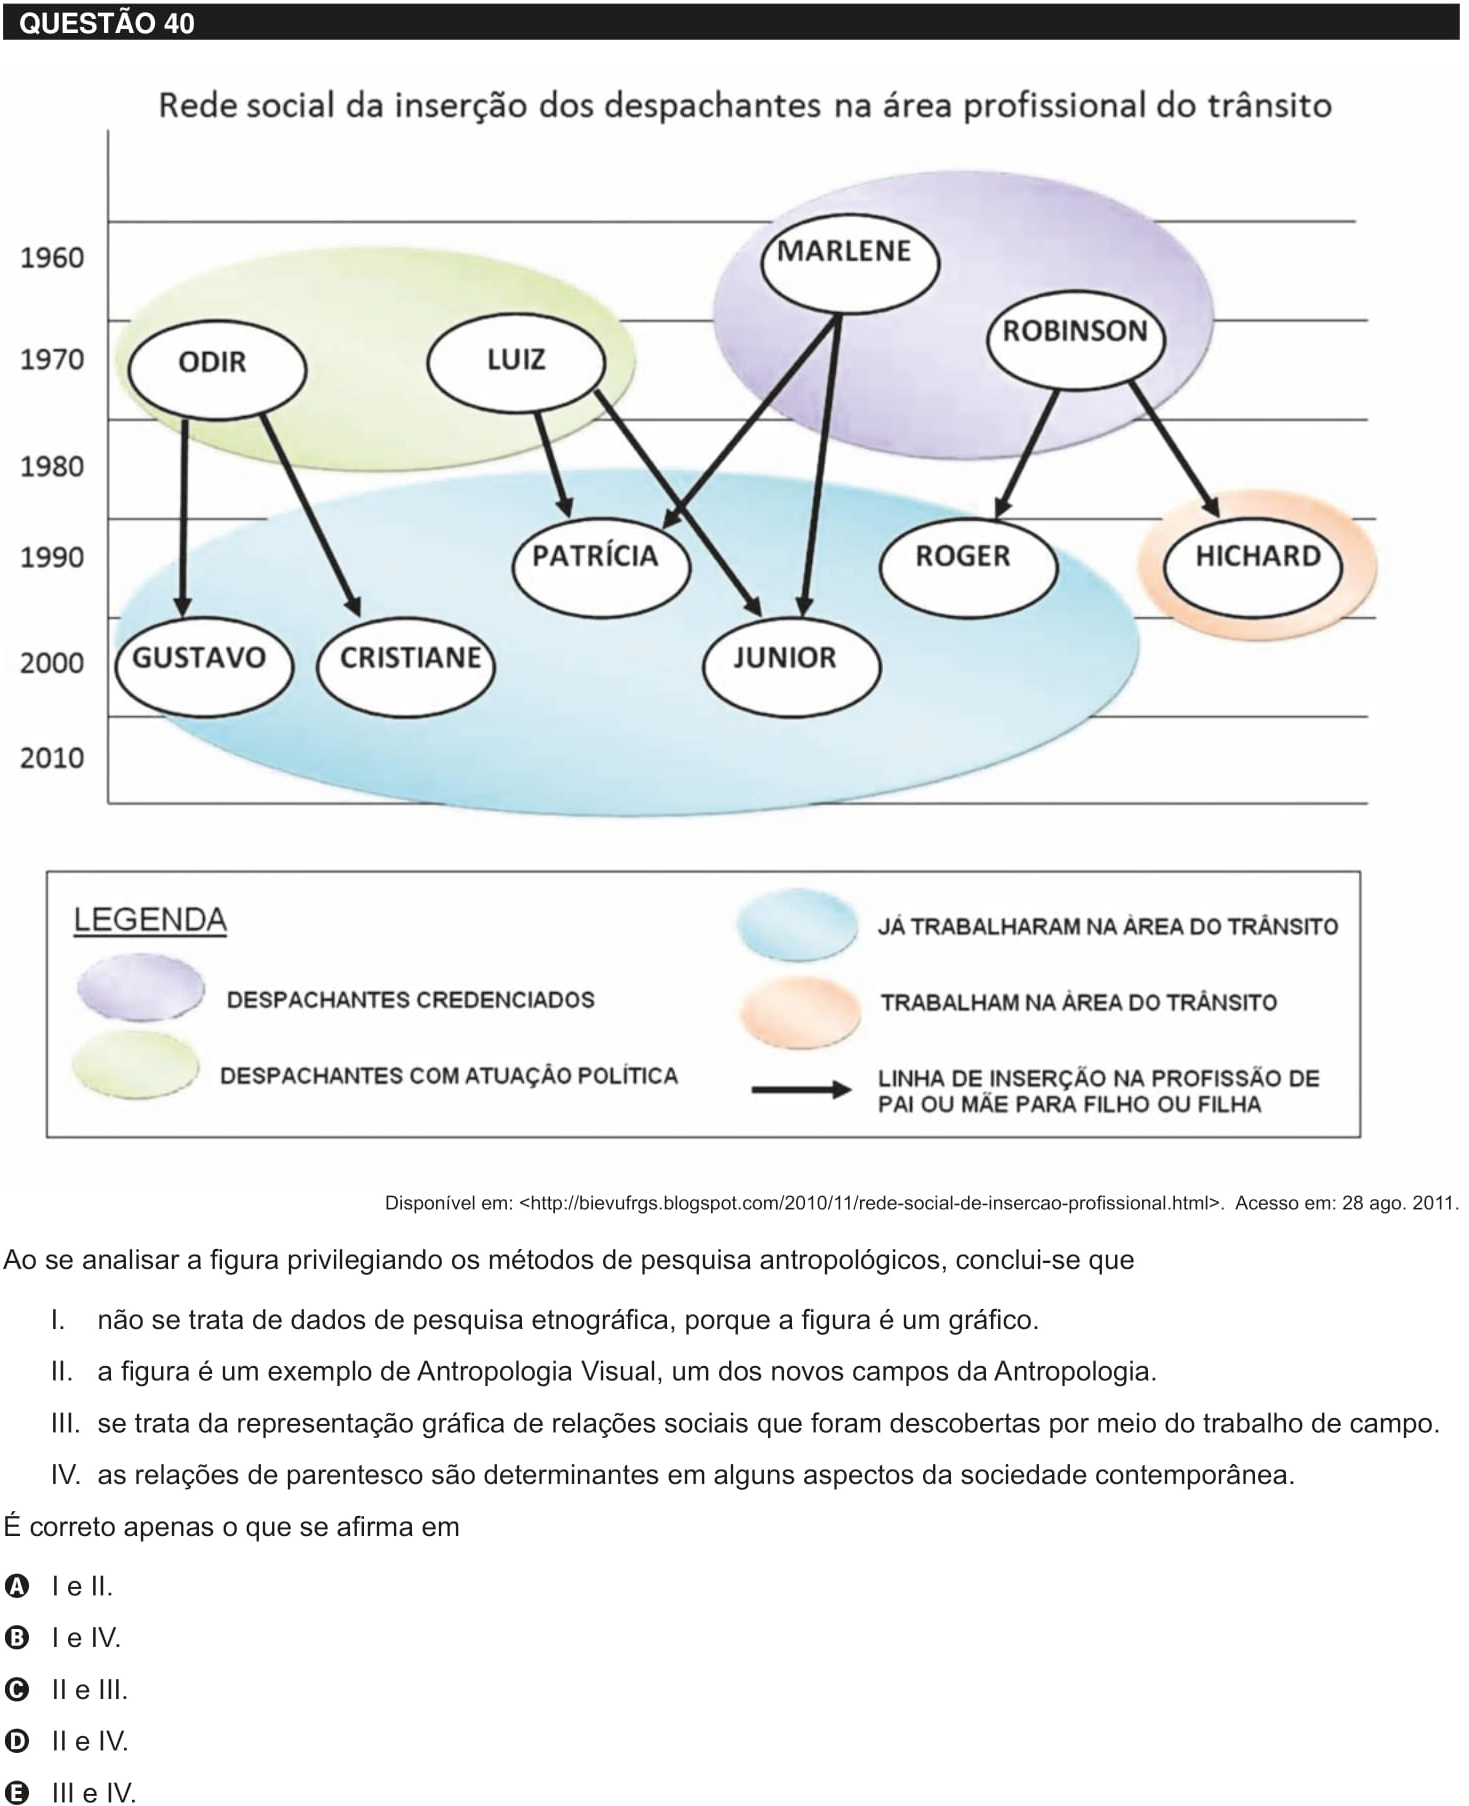 QUESTÃO 40
Rede social da inserção dos despachantes na área profissional do trânsito
1960
1970
1980
1990
2000
2010
MARLENE
ROBINSON
ODIR
LUIZ
PATRÍCIA
ROGER
HICHARD
GUSTAVO
CRISTIANE
JUNIOR
LEGENDA
DESPACHANTES CREDENCIADOS
DESPACHANTES COM ATUAÇÃO POLÍTICA
JÁ TRABALHARAM NA ÀREA DO TRÂNSITO
TRABALHAM NA ÀREA DO TRÂNSITO
LINHA DE INSERÇÃO NA PROFISSÃO DE
PAI OU MÃE PARA FILHO OU FILHA
Disponível em: <http://bievufrgs.blogspot.com/2010/11/rede-social-de-insercao-profissional.html>. Acesso em: 28 ago. 2011.
Ao se analisar a figura privilegiando os métodos de pesquisa antropológicos, conclui-se que
I. não se trata de dados de pesquisa etnográfica, porque a figura é um gráfico.
II. a figura é um exemplo de Antropologia Visual, um dos novos campos da Antropologia.
III. se trata da representação gráfica de relações sociais que foram descobertas por meio do trabalho de campo.
IV. as relações de parentesco são determinantes em alguns aspectos da sociedade contemporânea.
É correto apenas o que se afirma em
A I e II.
B I e IV.
C II e III.
D II e IV.
E III e IV.